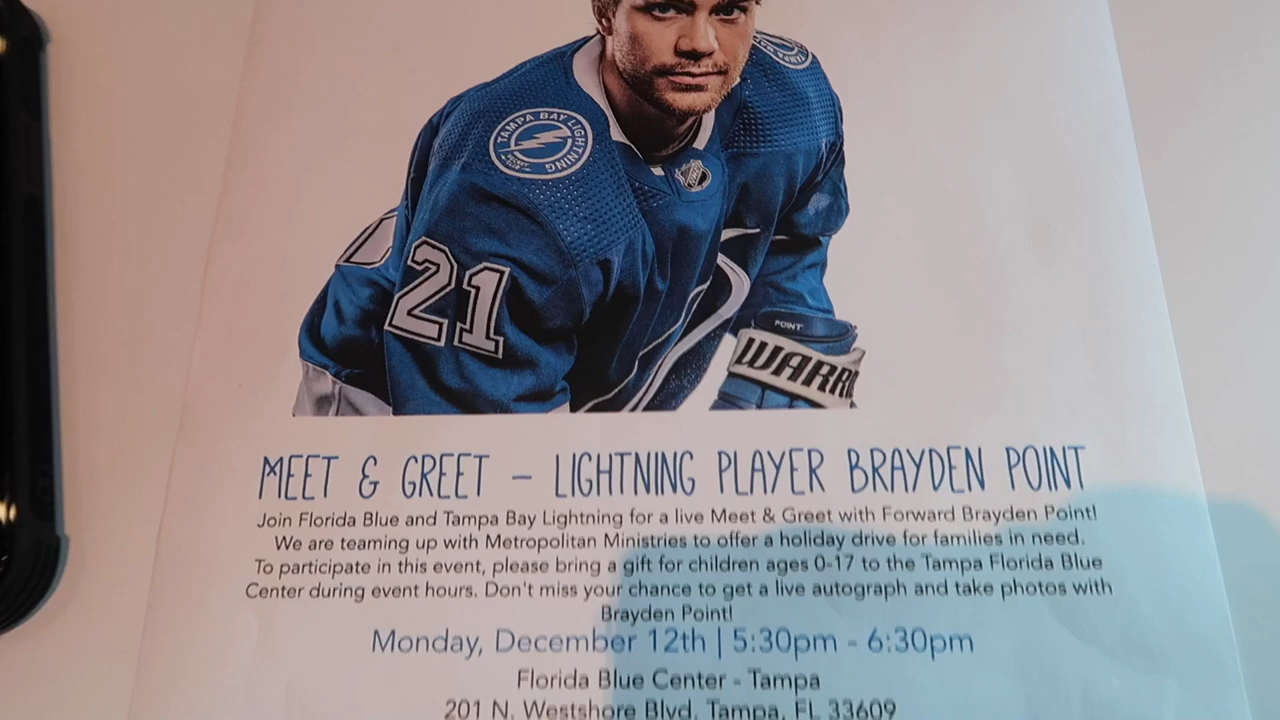 TAMPA BAY LIGHTNING
HOCKEY CLUB
TAMPA
NHL
21
POINT
WARRI
MEET & GREET – LIGHTNING PLAYER BRAYDEN POINT
Join Florida Blue and Tampa Bay Lightning for a live Meet & Greet with Forward Brayden Point!
We are teaming up with Metropolitan Ministries to offer a holiday drive for families in need.
To participate in this event, please bring a gift for children ages 0-17 to the Tampa Florida Blue
Center during event hours. Don't miss your chance to get a live autograph and take photos with
Brayden Point!
Monday, December 12th | 5:30pm - 6:30pm
Florida Blue Center - Tampa
201 N. Westshore Blvd. Tampa, FL 33609